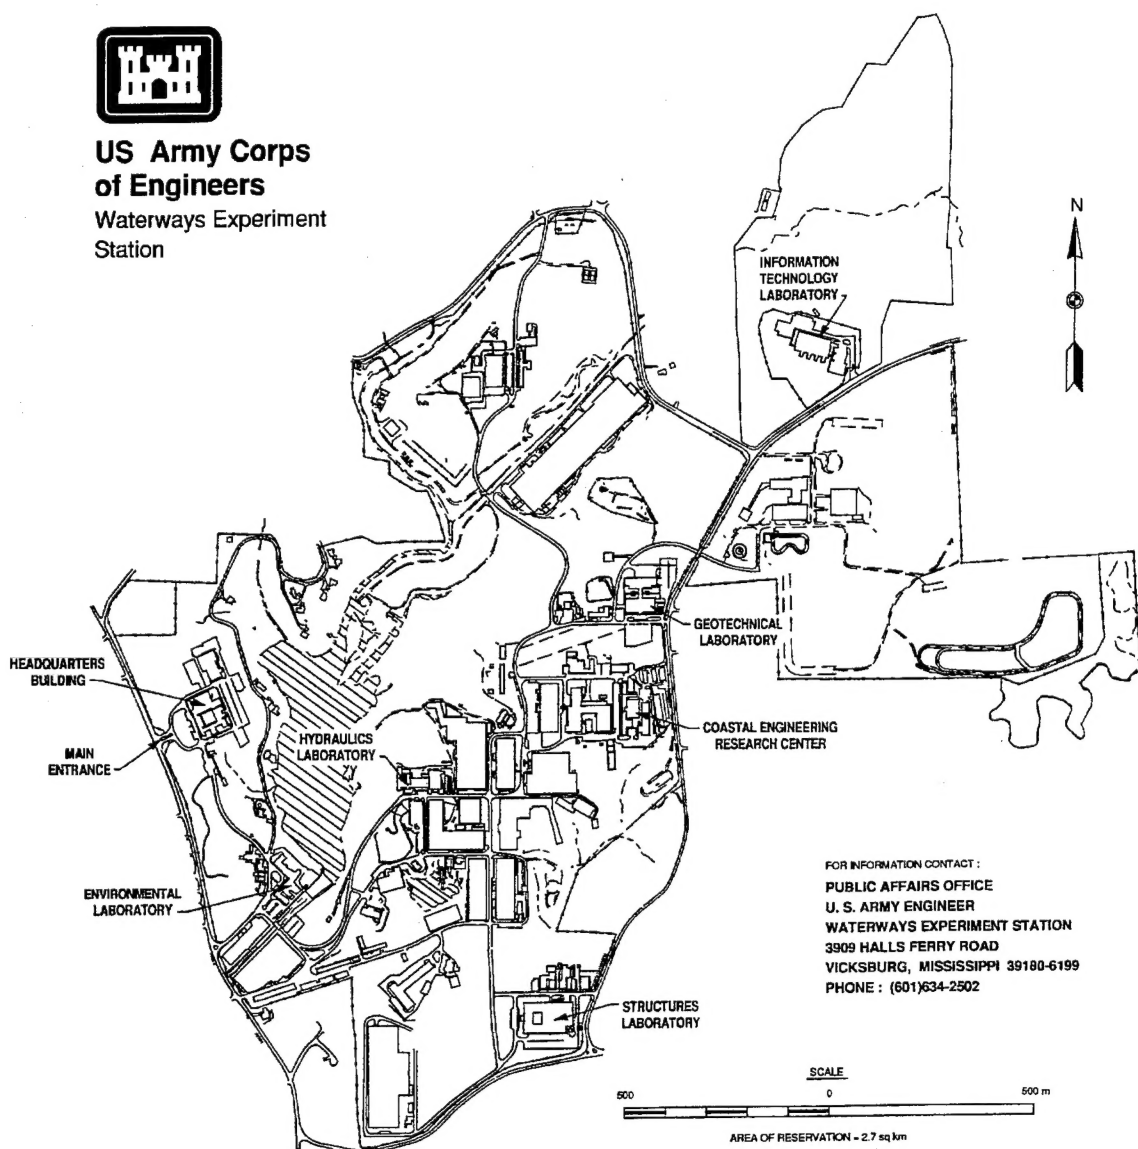 US Army Corps
of Engineers
Waterways Experiment
Station
N
INFORMATION
TECHNOLOGY
LABORATORY
GEOTECHNICAL
LABORATORY
HEADQUARTERS
BUILDING
MAIN
ENTRANCE
HYDRAULICS
LABORATORY
COASTAL ENGINEERING
RESEARCH CENTER
ENVIRONMENTAL
LABORATORY
STRUCTURES
LABORATORY
FOR INFORMATION CONTACT :
PUBLIC AFFAIRS OFFICE
U. S. ARMY ENGINEER
WATERWAYS EXPERIMENT STATION
3909 HALLS FERRY ROAD
VICKSBURG, MISSISSIPPI 39180-6199
PHONE : (601)634-2502
SCALE
500 0 500 m
AREA OF RESERVATION = 2.7 sq km